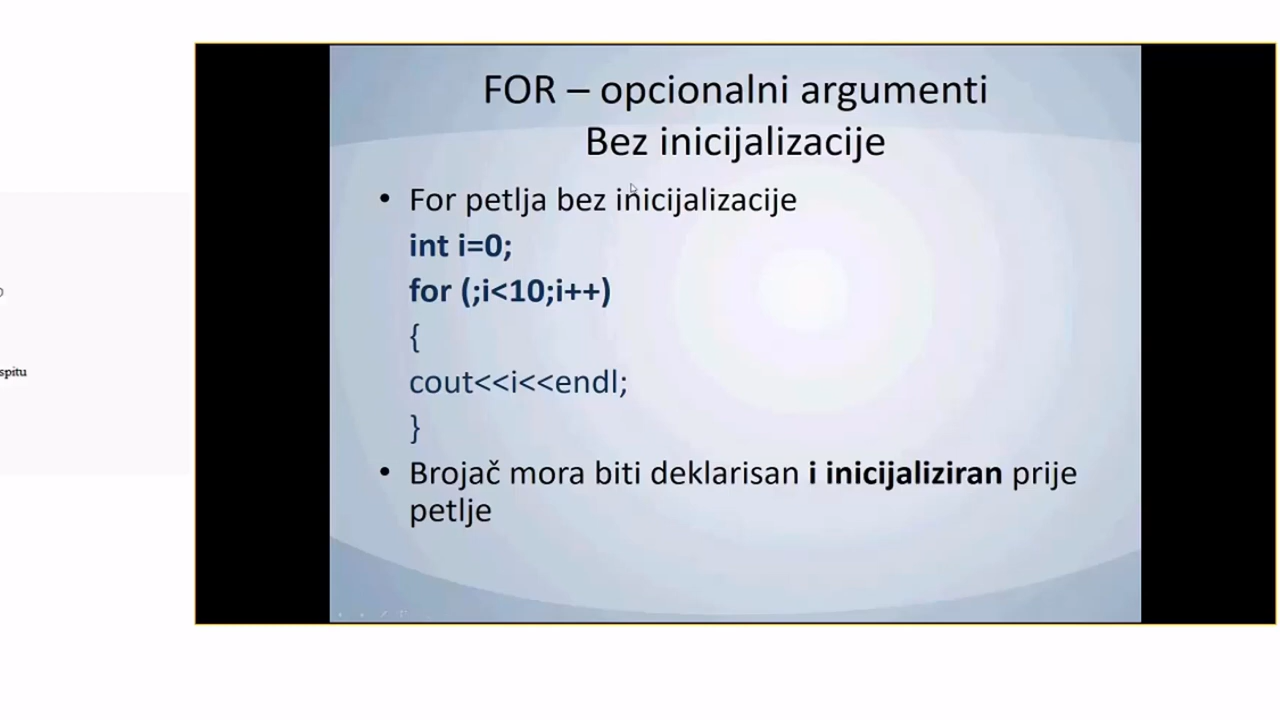 FOR – opcionalni argumenti
Bez inicijalizacije
• For petlja bez inicijalizacije
int i=0;
for (;i<10;i++)
{
cout<<i<<endl;
}
• Brojač mora biti deklarisan i inicijaliziran prije
petlje
spitu